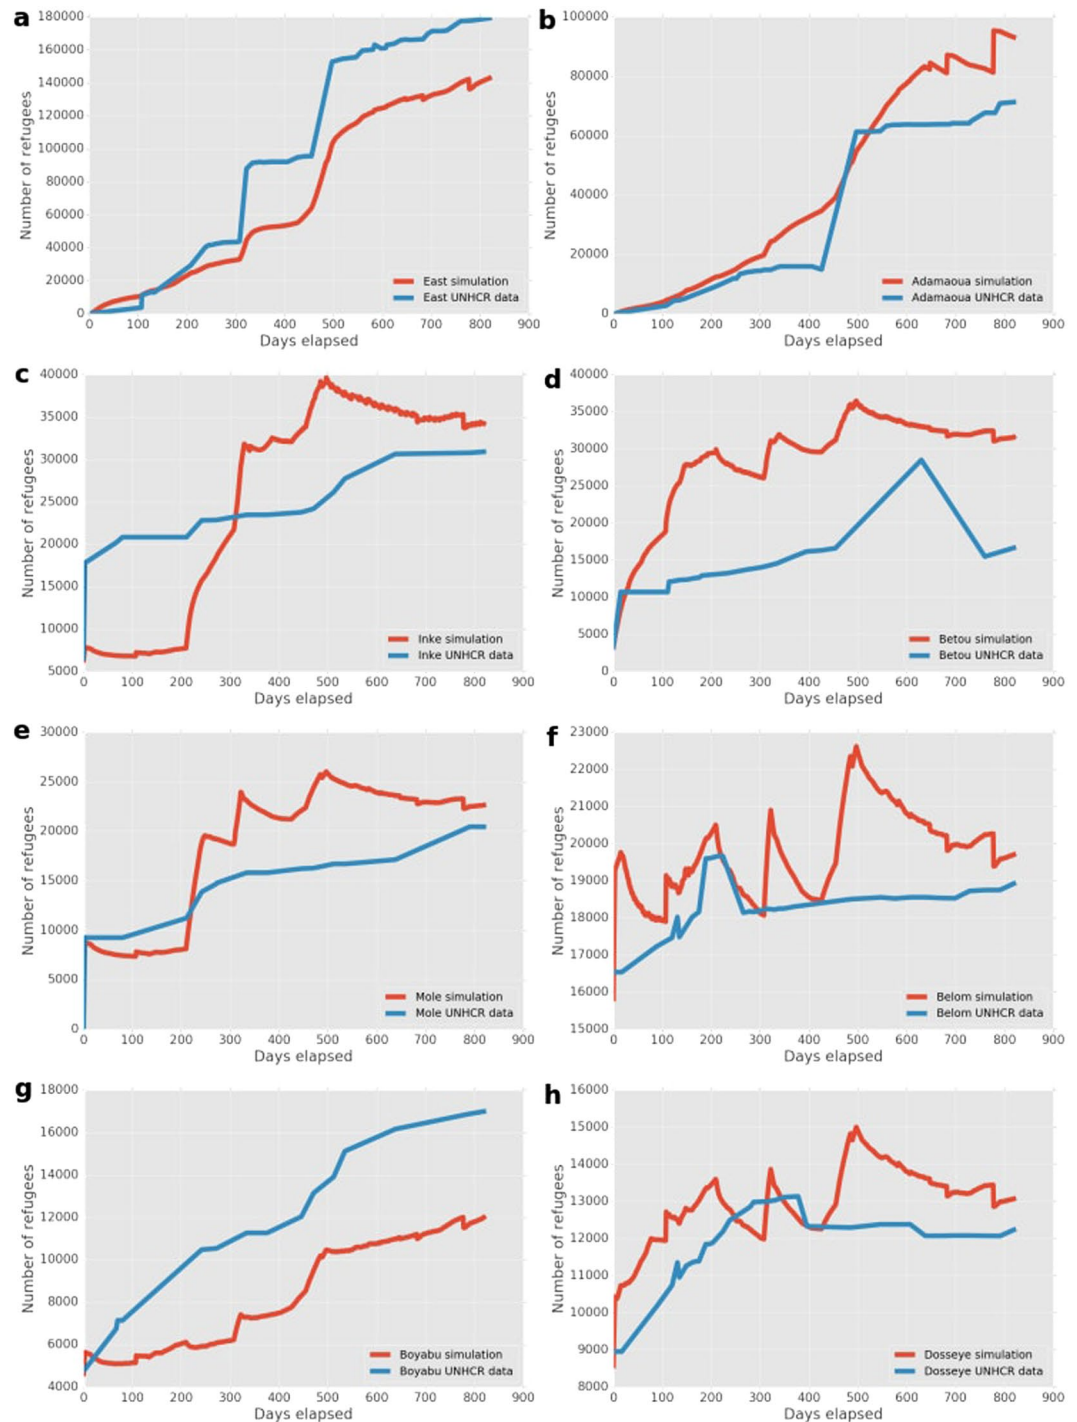 a
180000
160000
140000
120000
100000
80000
60000
40000
20000
0
Number of refugees
East simulation
East UNHCR data
0 100 200 300 400 500 600 700 800 900
Days elapsed
b
100000
80000
60000
40000
20000
0
Number of refugees
Adamaoua simulation
Adamaoua UNHCR data
0 100 200 300 400 500 600 700 800 900
Days elapsed
c
40000
35000
30000
25000
20000
15000
10000
5000
Number of refugees
Inke simulation
Inke UNHCR data
0 100 200 300 400 500 600 700 800 900
Days elapsed
d
40000
35000
30000
25000
20000
15000
10000
5000
0
Number of refugees
Betou simulation
Betou UNHCR data
0 100 200 300 400 500 600 700 800 900
Days elapsed
e
30000
25000
20000
15000
10000
5000
0
Number of refugees
Mole simulation
Mole UNHCR data
0 100 200 300 400 500 600 700 800 900
Days elapsed
f
23000
22000
21000
20000
19000
18000
17000
16000
15000
Number of refugees
Belom simulation
Belom UNHCR data
0 100 200 300 400 500 600 700 800 900
Days elapsed
g
18000
16000
14000
12000
10000
8000
6000
4000
Number of refugees
Boyabu simulation
Boyabu UNHCR data
0 100 200 300 400 500 600 700 800 900
Days elapsed
h
16000
15000
14000
13000
12000
11000
10000
9000
8000
Number of refugees
Dosseye simulation
Dosseye UNHCR data
0 100 200 300 400 500 600 700 800 900
Days elapsed